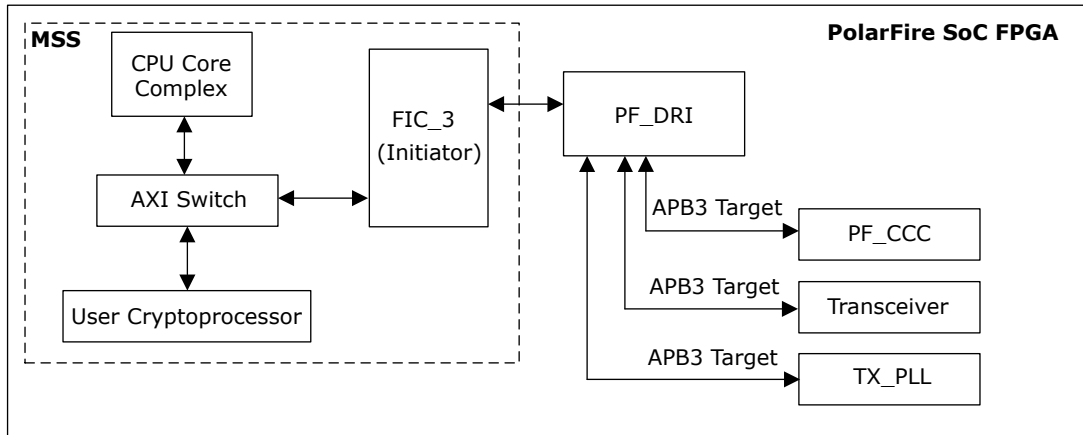 MSS
PolarFire SoC FPGA
CPU Core
Complex
FIC_3
(Initiator)
PF_DRI
AXI Switch
User Cryptoprocessor
APB3 Target
PF_CCC
APB3 Target
Transceiver
APB3 Target
TX_PLL